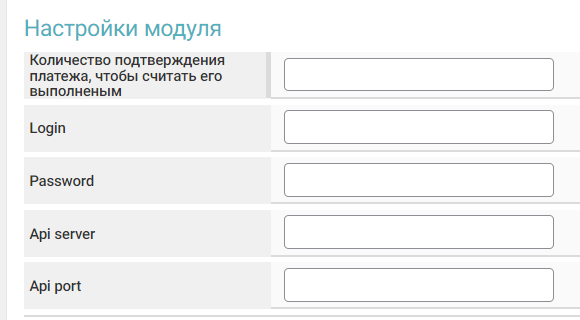 Настройки модуля
Количество подтверждения
платежа, чтобы считать его
выполненым
Login
Password
Api server
Api port